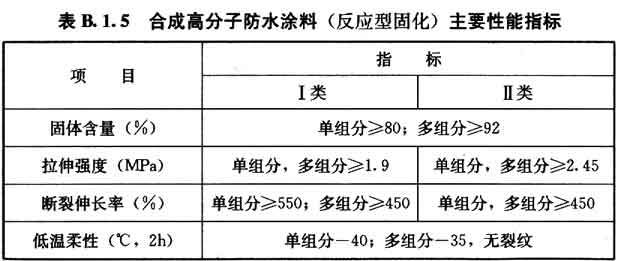 表 B.1.5 合成高分子防水涂料（反应型固化）主要性能指标
项 目 指 标
Ⅰ类 Ⅱ类
固体含量（%） 单组分≥80；多组分≥92
拉伸强度（MPa） 单组分，多组分≥1.9 单组分，多组分≥2.45
断裂伸长率（%） 单组分≥550；多组分≥450 单组分，多组分≥450
低温柔性（℃，2h） 单组分－40；多组分－35，无裂纹